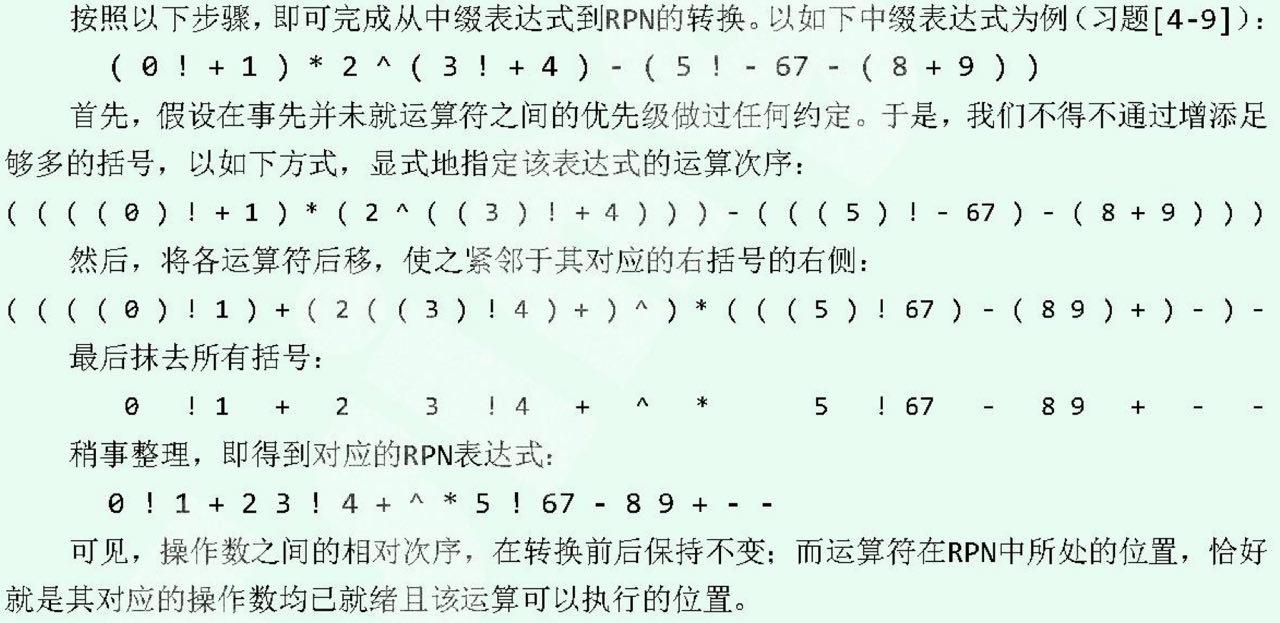 按照以下步骤，即可完成从中缀表达式到RPN的转换。以如下中缀表达式为例（习题[4-9]）：
( 0 ! + 1 ) * 2 ^ ( 3 ! + 4 ) - ( 5 ! - 67 - ( 8 + 9 ) )
首先，假设在事先并未就运算符之间的优先级做过任何约定。于是，我们不得不通过增添足
够多的括号，以如下方式，显式地指定该表达式的运算次序：
( ( ( ( 0 ) ! + 1 ) * ( 2 ^ ( ( 3 ) ! + 4 ) ) ) - ( ( ( 5 ) ! - 67 ) - ( 8 + 9 ) ) )
然后，将各运算符后移，使之紧邻于其对应的右括号的右侧：
( ( ( ( 0 ) ! 1 ) + ( 2 ( ( 3 ) ! 4 ) + ) ^ ) * ( ( ( 5 ) ! 67 ) - ( 8 9 ) + ) - ) -
最后抹去所有括号：
0 ! 1 + 2 3 ! 4 + ^ * 5 ! 67 - 8 9 + - -
稍事整理，即得到对应的RPN表达式：
0 ! 1 + 2 3 ! 4 + ^ * 5 ! 67 - 8 9 + - -
可见，操作数之间的相对次序，在转换前后保持不变；而运算符在RPN中所处的位置，恰好
就是其对应的操作数均已就绪且该运算可以执行的位置。